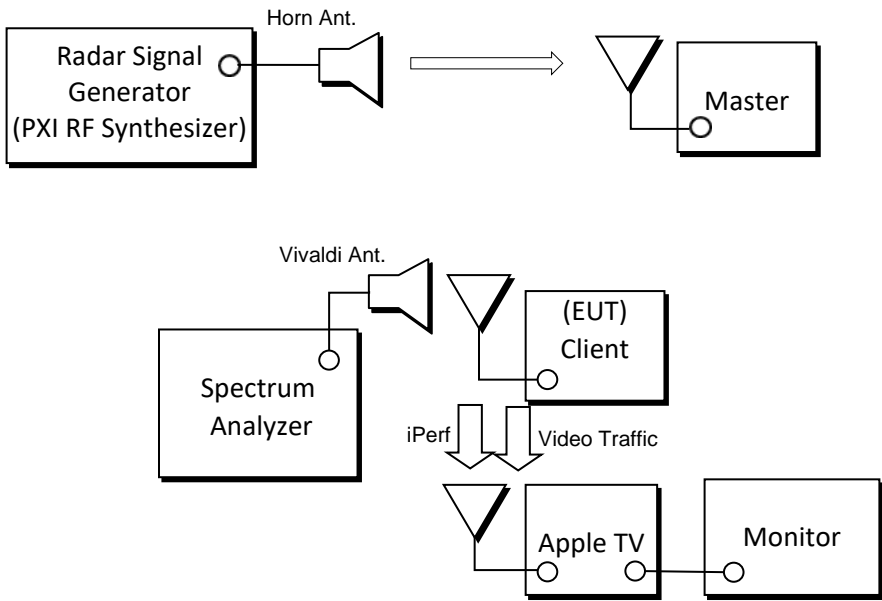 Horn Ant.
Radar Signal
Generator
(PXI RF Synthesizer)
Master
Vivaldi Ant.
(EUT)
Client
Spectrum
Analyzer
iPerf
Video Traffic
Apple TV
Monitor